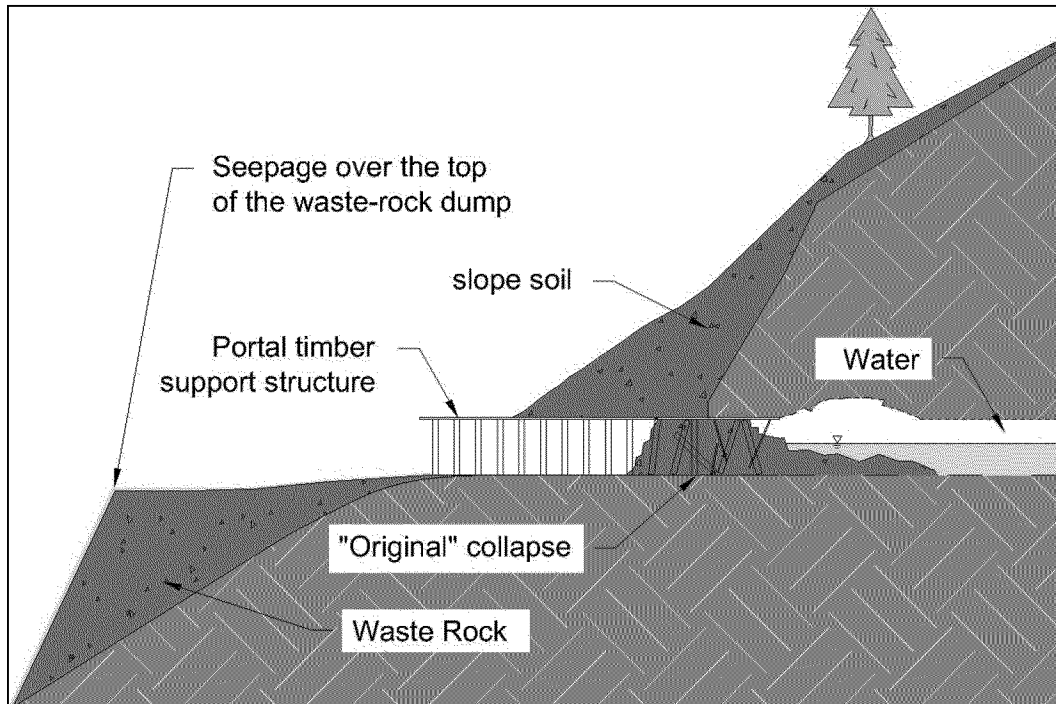 Seepage over the top
of the waste-rock dump
slope soil
Portal timber
support structure
Water
"Original" collapse
Waste Rock